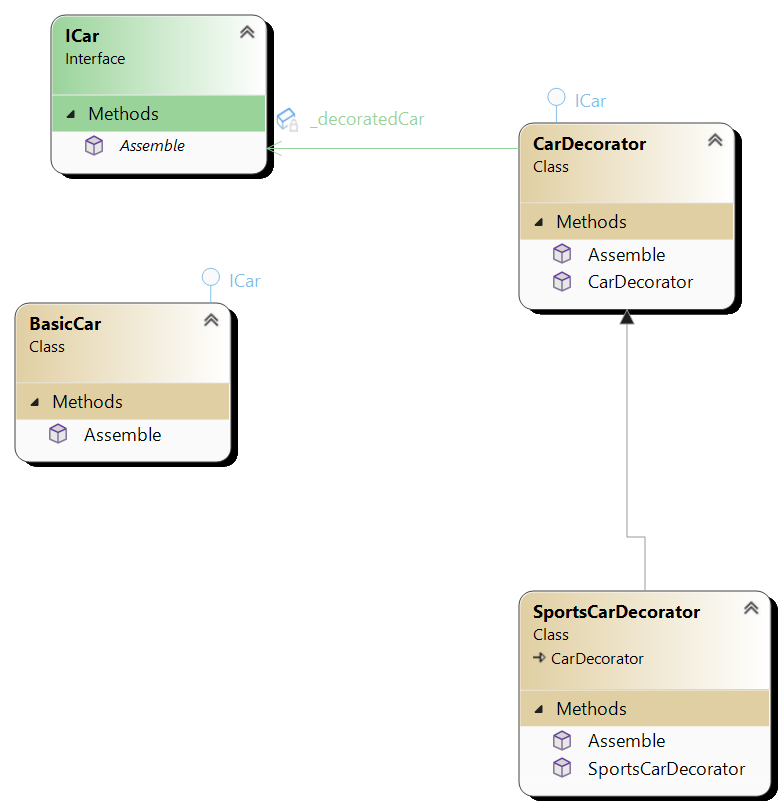 ICar
Interface
Methods
Assemble
_decoratedCar
ICar
CarDecorator
Class
Methods
Assemble
CarDecorator
ICar
BasicCar
Class
Methods
Assemble
SportsCarDecorator
Class
CarDecorator
Methods
Assemble
SportsCarDecorator